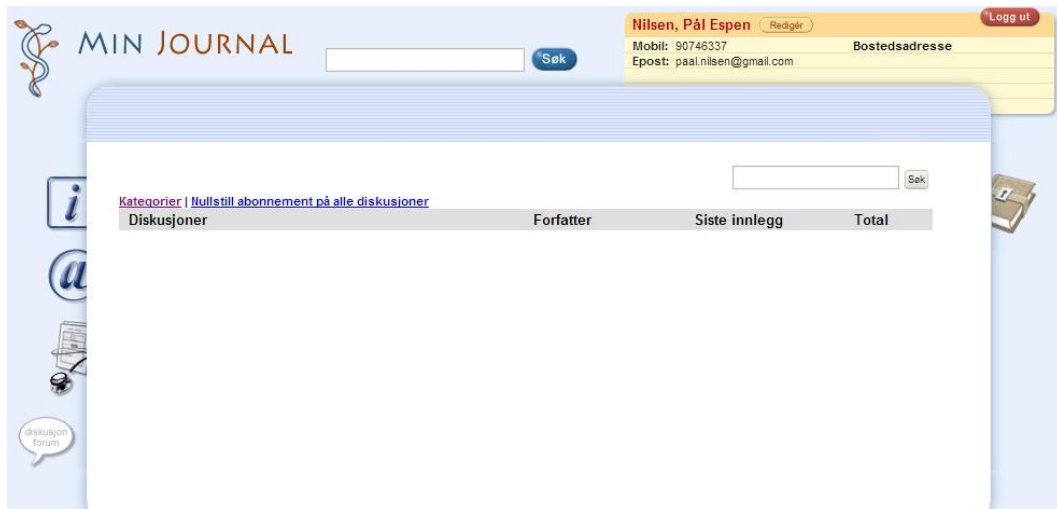 Logg ut
Nilsen, Pål Espen Redigér
MIN JOURNAL
Søk
Mobil: 90746337 Bostedsadresse
Epost: paal.nilsen@gmail.com
Søk
Kategorier | Nullstill abonnement på alle diskusjoner
Diskusjoner Forfatter Siste innlegg Total
i
@
diskusjon
forum